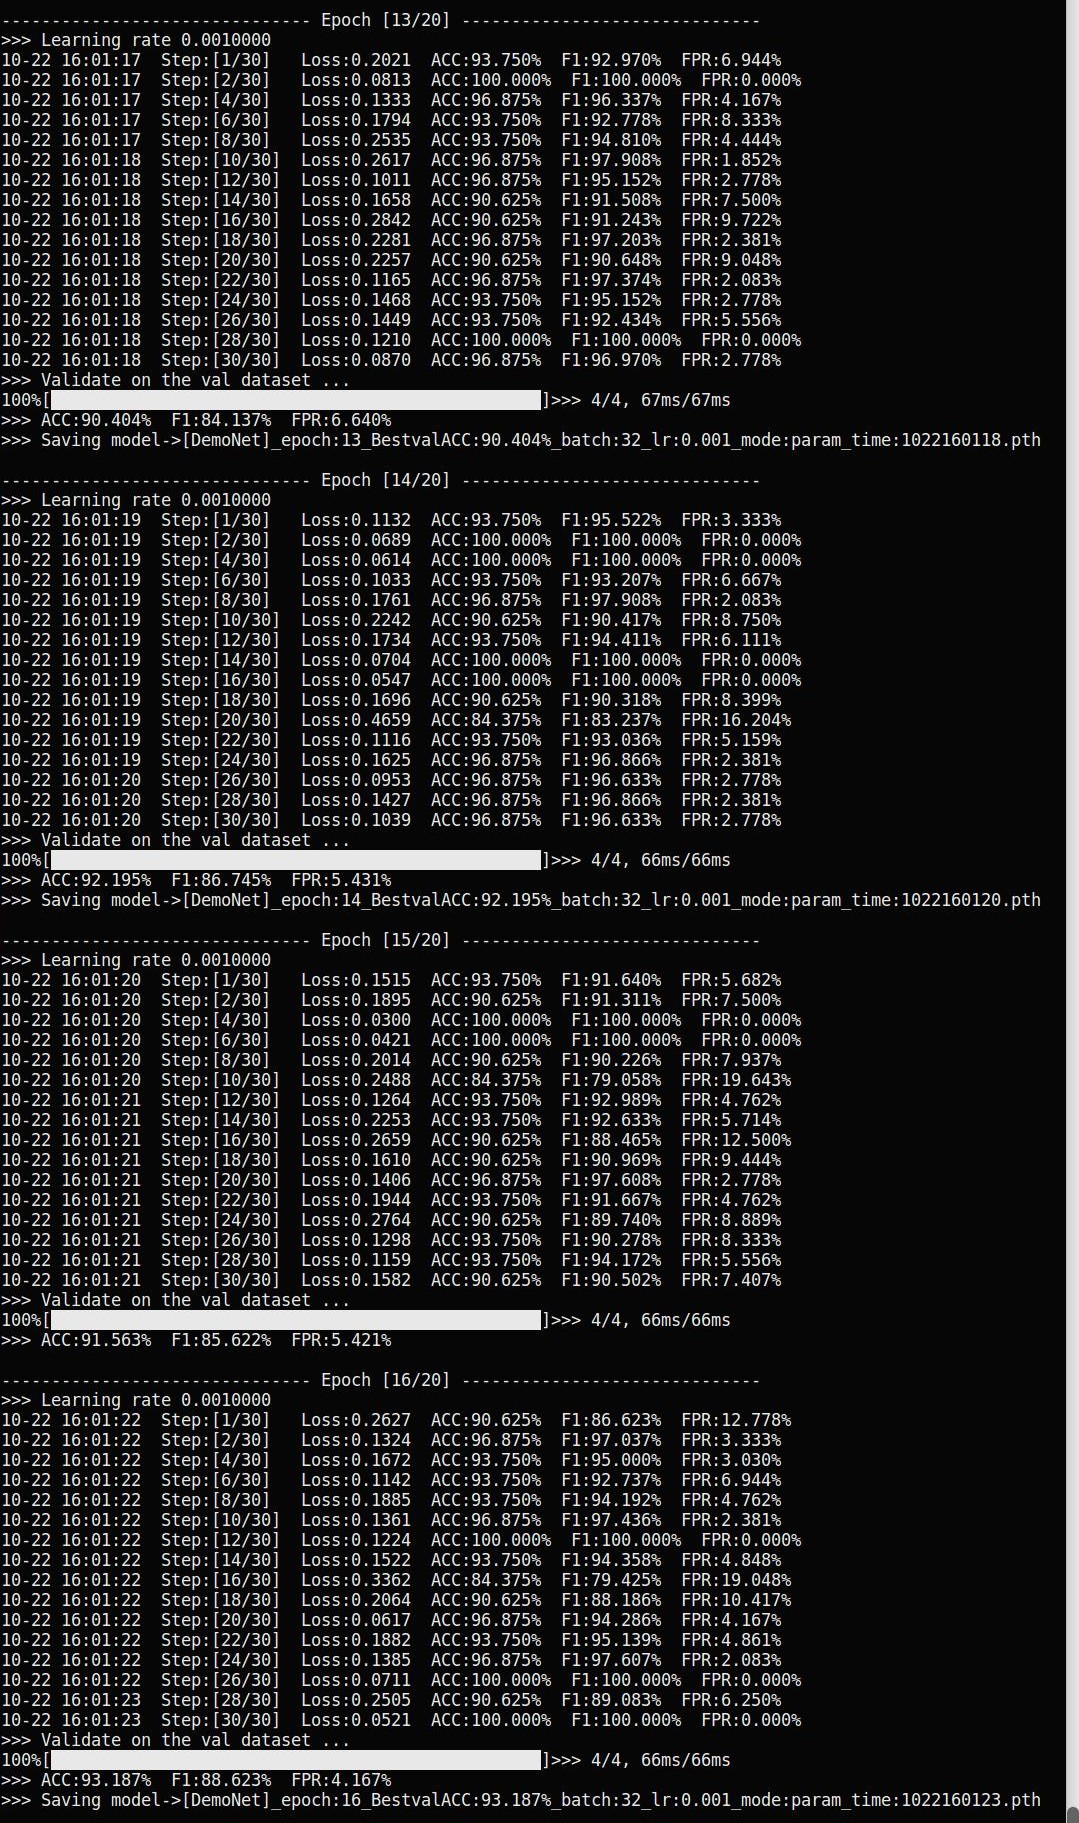 ------------------------------- Epoch [13/20] ------------------------------
>>> Learning rate 0.0010000
10-22 16:01:17  Step:[1/30]   Loss:0.2021  ACC:93.750%  F1:92.970%  FPR:6.944%
10-22 16:01:17  Step:[2/30]   Loss:0.0813  ACC:100.000%  F1:100.000%  FPR:0.000%
10-22 16:01:17  Step:[4/30]   Loss:0.1333  ACC:96.875%  F1:96.337%  FPR:4.167%
10-22 16:01:17  Step:[6/30]   Loss:0.1794  ACC:93.750%  F1:92.778%  FPR:8.333%
10-22 16:01:17  Step:[8/30]   Loss:0.2535  ACC:93.750%  F1:94.810%  FPR:4.444%
10-22 16:01:18  Step:[10/30]  Loss:0.2617  ACC:96.875%  F1:97.908%  FPR:1.852%
10-22 16:01:18  Step:[12/30]  Loss:0.1011  ACC:96.875%  F1:95.152%  FPR:2.778%
10-22 16:01:18  Step:[14/30]  Loss:0.1658  ACC:90.625%  F1:91.508%  FPR:7.500%
10-22 16:01:18  Step:[16/30]  Loss:0.2842  ACC:90.625%  F1:91.243%  FPR:9.722%
10-22 16:01:18  Step:[18/30]  Loss:0.2281  ACC:96.875%  F1:97.203%  FPR:2.381%
10-22 16:01:18  Step:[20/30]  Loss:0.2257  ACC:90.625%  F1:90.648%  FPR:9.048%
10-22 16:01:18  Step:[22/30]  Loss:0.1165  ACC:96.875%  F1:97.374%  FPR:2.083%
10-22 16:01:18  Step:[24/30]  Loss:0.1468  ACC:93.750%  F1:95.152%  FPR:2.778%
10-22 16:01:18  Step:[26/30]  Loss:0.1449  ACC:93.750%  F1:92.434%  FPR:5.556%
10-22 16:01:18  Step:[28/30]  Loss:0.1210  ACC:100.000%  F1:100.000%  FPR:0.000%
10-22 16:01:18  Step:[30/30]  Loss:0.0870  ACC:96.875%  F1:96.970%  FPR:2.778%
>>> Validate on the val dataset ...
100%[]>>> 4/4, 67ms/67ms
>>> ACC:90.404%  F1:84.137%  FPR:6.640%
>>> Saving model->[DemoNet]_epoch:13_BestvalACC:90.404%_batch:32_lr:0.001_mode:param_time:1022160118.pth
------------------------------- Epoch [14/20] ------------------------------
>>> Learning rate 0.0010000
10-22 16:01:19  Step:[1/30]   Loss:0.1132  ACC:93.750%  F1:95.522%  FPR:3.333%
10-22 16:01:19  Step:[2/30]   Loss:0.0689  ACC:100.000%  F1:100.000%  FPR:0.000%
10-22 16:01:19  Step:[4/30]   Loss:0.0614  ACC:100.000%  F1:100.000%  FPR:0.000%
10-22 16:01:19  Step:[6/30]   Loss:0.1033  ACC:93.750%  F1:93.207%  FPR:6.667%
10-22 16:01:19  Step:[8/30]   Loss:0.1761  ACC:96.875%  F1:97.908%  FPR:2.083%
10-22 16:01:19  Step:[10/30]  Loss:0.2242  ACC:90.625%  F1:90.417%  FPR:8.750%
10-22 16:01:19  Step:[12/30]  Loss:0.1734  ACC:93.750%  F1:94.411%  FPR:6.111%
10-22 16:01:19  Step:[14/30]  Loss:0.0704  ACC:100.000%  F1:100.000%  FPR:0.000%
10-22 16:01:19  Step:[16/30]  Loss:0.0547  ACC:100.000%  F1:100.000%  FPR:0.000%
10-22 16:01:19  Step:[18/30]  Loss:0.1696  ACC:90.625%  F1:90.318%  FPR:8.399%
10-22 16:01:19  Step:[20/30]  Loss:0.4659  ACC:84.375%  F1:83.237%  FPR:16.204%
10-22 16:01:19  Step:[22/30]  Loss:0.1116  ACC:93.750%  F1:93.036%  FPR:5.159%
10-22 16:01:19  Step:[24/30]  Loss:0.1625  ACC:96.875%  F1:96.866%  FPR:2.381%
10-22 16:01:20  Step:[26/30]  Loss:0.0953  ACC:96.875%  F1:96.633%  FPR:2.778%
10-22 16:01:20  Step:[28/30]  Loss:0.1427  ACC:96.875%  F1:96.866%  FPR:2.381%
10-22 16:01:20  Step:[30/30]  Loss:0.1039  ACC:96.875%  F1:96.633%  FPR:2.778%
>>> Validate on the val dataset ...
100%[]>>> 4/4, 66ms/66ms
>>> ACC:92.195%  F1:86.745%  FPR:5.431%
>>> Saving model->[DemoNet]_epoch:14_BestvalACC:92.195%_batch:32_lr:0.001_mode:param_time:1022160120.pth
------------------------------- Epoch [15/20] ------------------------------
>>> Learning rate 0.0010000
10-22 16:01:20  Step:[1/30]   Loss:0.1515  ACC:93.750%  F1:91.640%  FPR:5.682%
10-22 16:01:20  Step:[2/30]   Loss:0.1895  ACC:90.625%  F1:91.311%  FPR:7.500%
10-22 16:01:20  Step:[4/30]   Loss:0.0300  ACC:100.000%  F1:100.000%  FPR:0.000%
10-22 16:01:20  Step:[6/30]   Loss:0.0421  ACC:100.000%  F1:100.000%  FPR:0.000%
10-22 16:01:20  Step:[8/30]   Loss:0.2014  ACC:90.625%  F1:90.226%  FPR:7.937%
10-22 16:01:20  Step:[10/30]  Loss:0.2488  ACC:84.375%  F1:79.058%  FPR:19.643%
10-22 16:01:21  Step:[12/30]  Loss:0.1264  ACC:93.750%  F1:92.989%  FPR:4.762%
10-22 16:01:21  Step:[14/30]  Loss:0.2253  ACC:93.750%  F1:92.633%  FPR:5.714%
10-22 16:01:21  Step:[16/30]  Loss:0.2659  ACC:90.625%  F1:88.465%  FPR:12.500%
10-22 16:01:21  Step:[18/30]  Loss:0.1610  ACC:90.625%  F1:90.969%  FPR:9.444%
10-22 16:01:21  Step:[20/30]  Loss:0.1406  ACC:96.875%  F1:97.608%  FPR:2.778%
10-22 16:01:21  Step:[22/30]  Loss:0.1944  ACC:93.750%  F1:91.667%  FPR:4.762%
10-22 16:01:21  Step:[24/30]  Loss:0.2764  ACC:90.625%  F1:89.740%  FPR:8.889%
10-22 16:01:21  Step:[26/30]  Loss:0.1298  ACC:93.750%  F1:90.278%  FPR:8.333%
10-22 16:01:21  Step:[28/30]  Loss:0.1159  ACC:93.750%  F1:94.172%  FPR:5.556%
10-22 16:01:21  Step:[30/30]  Loss:0.1582  ACC:90.625%  F1:90.502%  FPR:7.407%
>>> Validate on the val dataset ...
100%[]>>> 4/4, 66ms/66ms
>>> ACC:91.563%  F1:85.622%  FPR:5.421%
------------------------------- Epoch [16/20] ------------------------------
>>> Learning rate 0.0010000
10-22 16:01:22  Step:[1/30]   Loss:0.2627  ACC:90.625%  F1:86.623%  FPR:12.778%
10-22 16:01:22  Step:[2/30]   Loss:0.1324  ACC:96.875%  F1:97.037%  FPR:3.333%
10-22 16:01:22  Step:[4/30]   Loss:0.1672  ACC:93.750%  F1:95.000%  FPR:3.030%
10-22 16:01:22  Step:[6/30]   Loss:0.1142  ACC:93.750%  F1:92.737%  FPR:6.944%
10-22 16:01:22  Step:[8/30]   Loss:0.1885  ACC:93.750%  F1:94.192%  FPR:4.762%
10-22 16:01:22  Step:[10/30]  Loss:0.1361  ACC:96.875%  F1:97.436%  FPR:2.381%
10-22 16:01:22  Step:[12/30]  Loss:0.1224  ACC:100.000%  F1:100.000%  FPR:0.000%
10-22 16:01:22  Step:[14/30]  Loss:0.1522  ACC:93.750%  F1:94.358%  FPR:4.848%
10-22 16:01:22  Step:[16/30]  Loss:0.3362  ACC:84.375%  F1:79.425%  FPR:19.048%
10-22 16:01:22  Step:[18/30]  Loss:0.2064  ACC:90.625%  F1:88.186%  FPR:10.417%
10-22 16:01:22  Step:[20/30]  Loss:0.0617  ACC:96.875%  F1:94.286%  FPR:4.167%
10-22 16:01:22  Step:[22/30]  Loss:0.1882  ACC:93.750%  F1:95.139%  FPR:4.861%
10-22 16:01:22  Step:[24/30]  Loss:0.1385  ACC:96.875%  F1:97.607%  FPR:2.083%
10-22 16:01:22  Step:[26/30]  Loss:0.0711  ACC:100.000%  F1:100.000%  FPR:0.000%
10-22 16:01:23  Step:[28/30]  Loss:0.2505  ACC:90.625%  F1:89.083%  FPR:6.250%
10-22 16:01:23  Step:[30/30]  Loss:0.0521  ACC:100.000%  F1:100.000%  FPR:0.000%
>>> Validate on the val dataset ...
100%[]>>> 4/4, 66ms/66ms
>>> ACC:93.187%  F1:88.623%  FPR:4.167%
>>> Saving model->[DemoNet]_epoch:16_BestvalACC:93.187%_batch:32_lr:0.001_mode:param_time:1022160123.pth